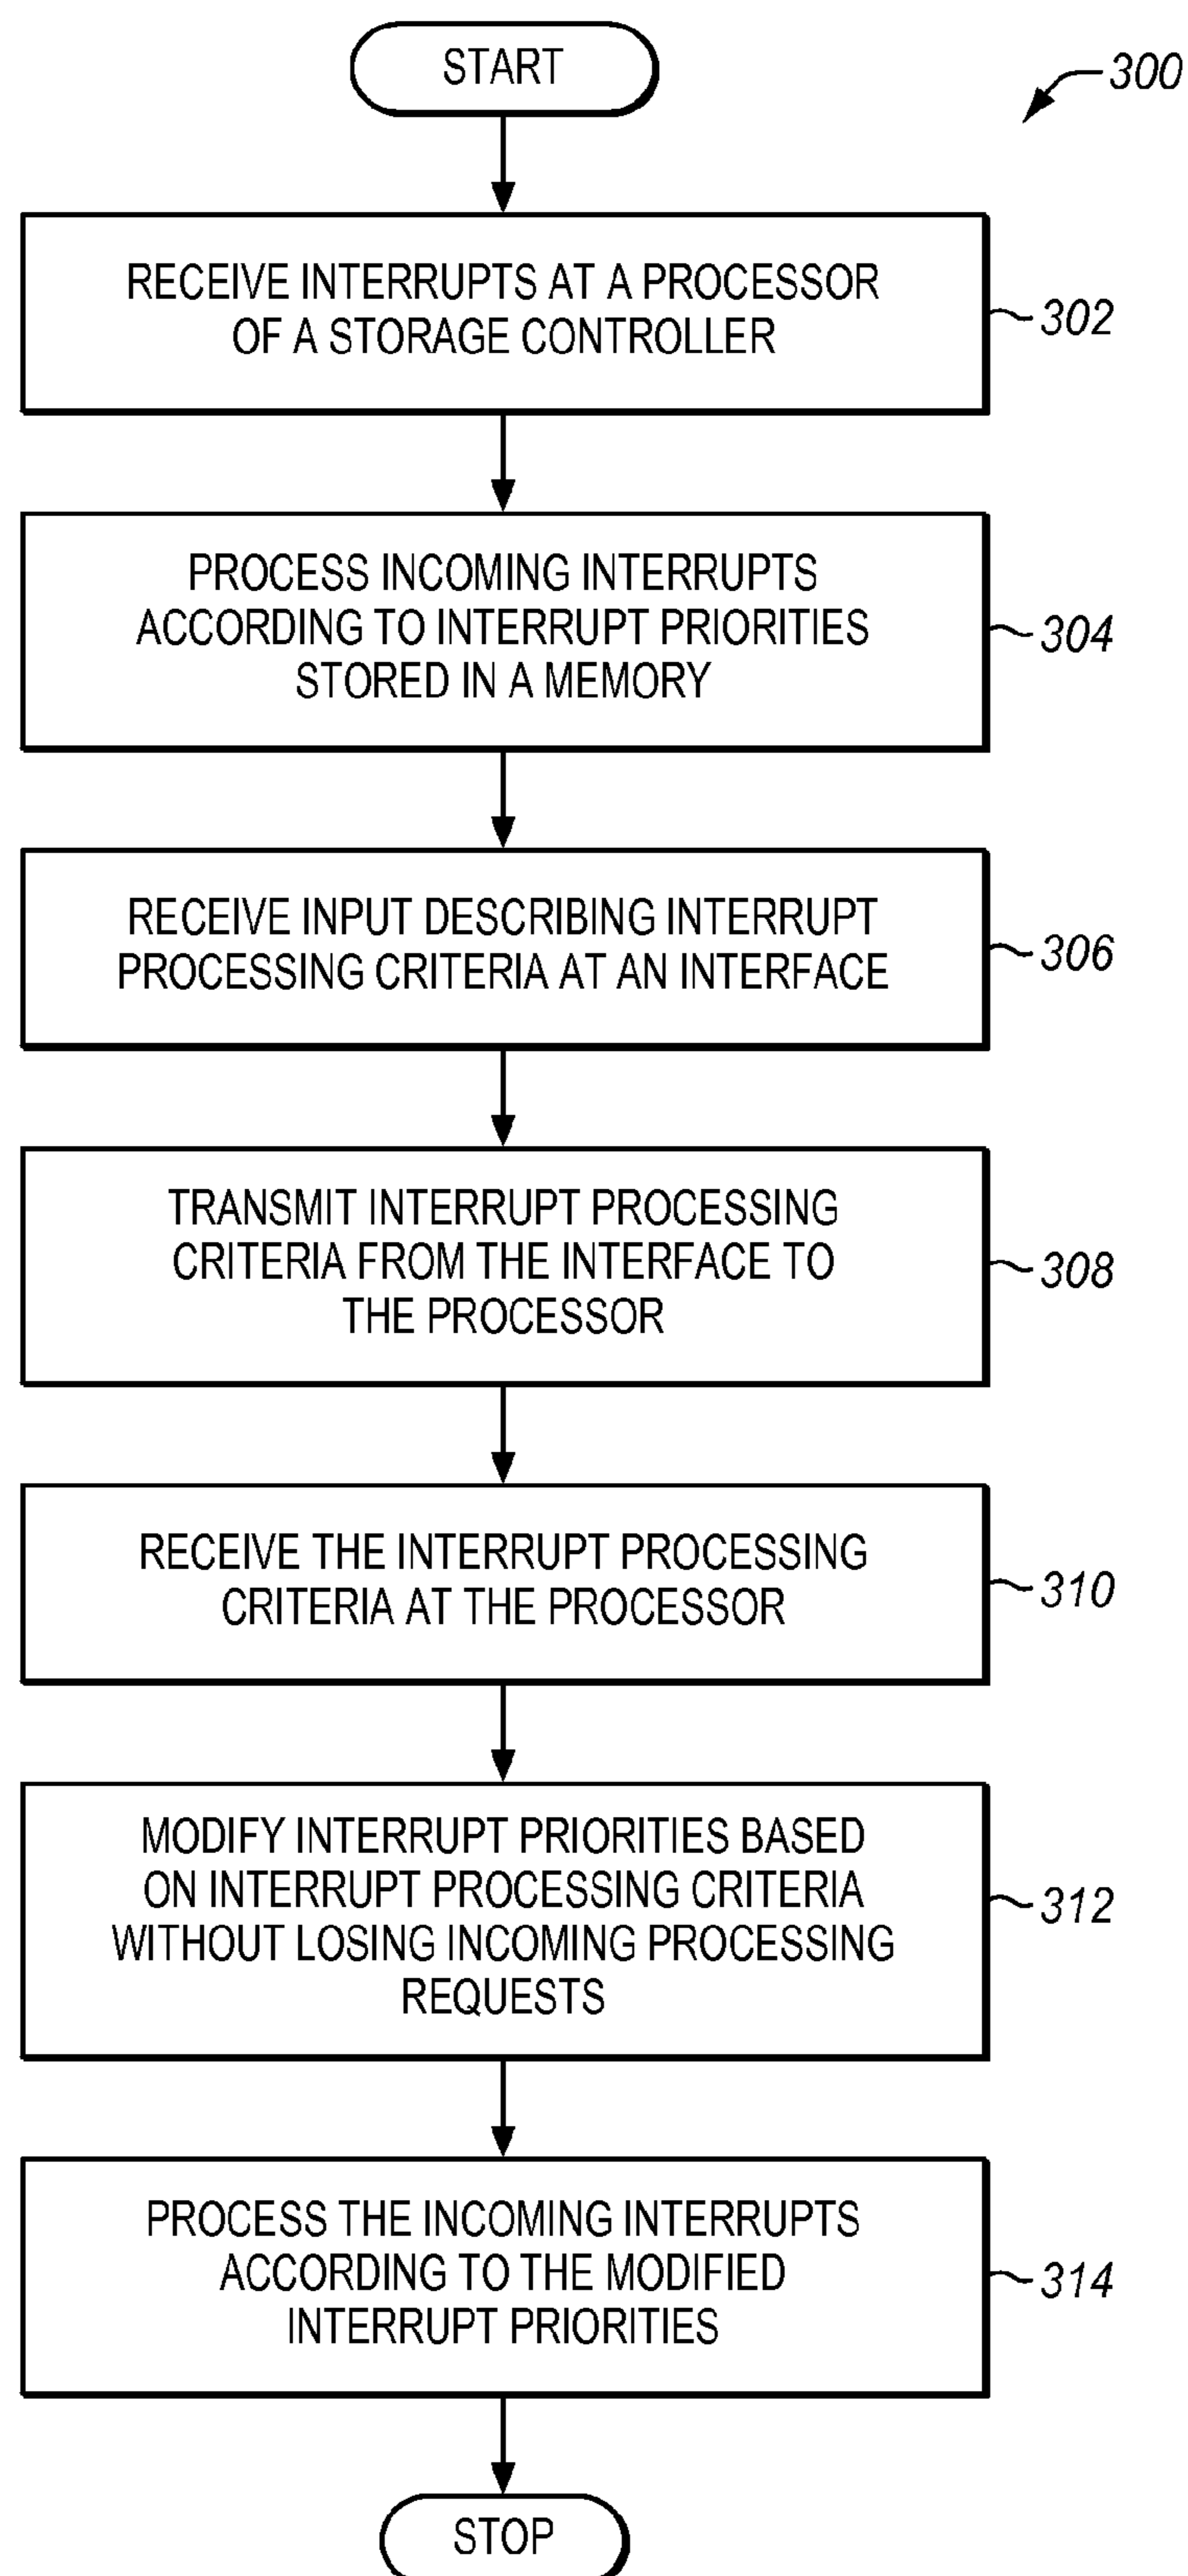 START
300
RECEIVE INTERRUPTS AT A PROCESSOR
OF A STORAGE CONTROLLER
302
PROCESS INCOMING INTERRUPTS
ACCORDING TO INTERRUPT PRIORITIES
STORED IN A MEMORY
304
RECEIVE INPUT DESCRIBING INTERRUPT
PROCESSING CRITERIA AT AN INTERFACE
306
TRANSMIT INTERRUPT PROCESSING
CRITERIA FROM THE INTERFACE TO
THE PROCESSOR
308
RECEIVE THE INTERRUPT PROCESSING
CRITERIA AT THE PROCESSOR
310
MODIFY INTERRUPT PRIORITIES BASED
ON INTERRUPT PROCESSING CRITERIA
WITHOUT LOSING INCOMING PROCESSING
REQUESTS
312
PROCESS THE INCOMING INTERRUPTS
ACCORDING TO THE MODIFIED
INTERRUPT PRIORITIES
314
STOP